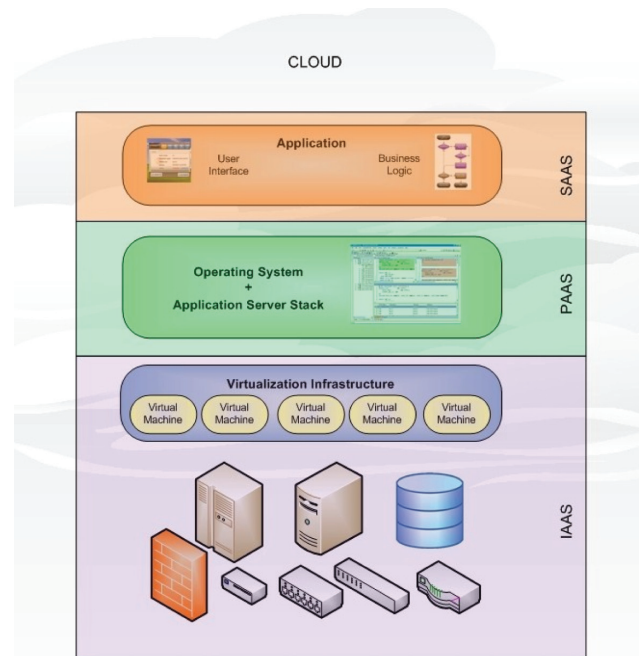 CLOUD
Application
User
Interface
Business
Logic
SAAS
Operating System
+
Application Server Stack
PAAS
Virtualization Infrastructure
Virtual
Machine
Virtual
Machine
Virtual
Machine
Virtual
Machine
Virtual
Machine
IAAS